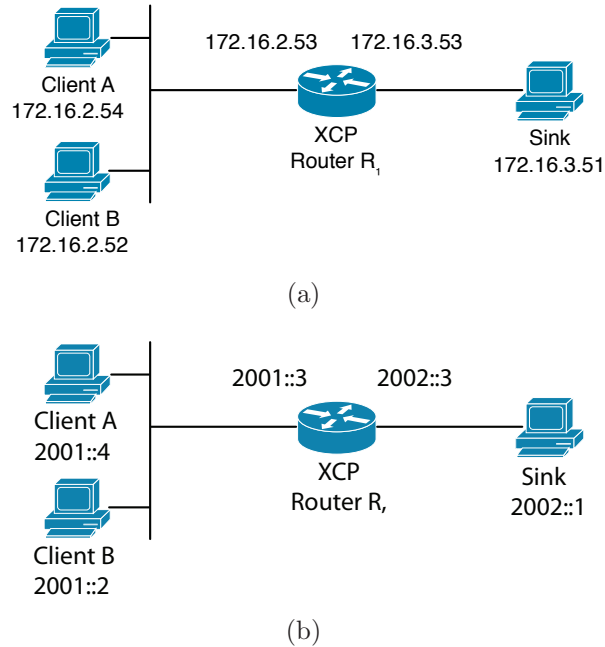 172.16.2.53 172.16.3.53
Client A
172.16.2.54
XCP
Router R₁
Sink
172.16.3.51
Client B
172.16.2.52
(a)
2001::3 2002::3
Client A
2001::4
XCP
Router R,
Sink
2002::1
Client B
2001::2
(b)